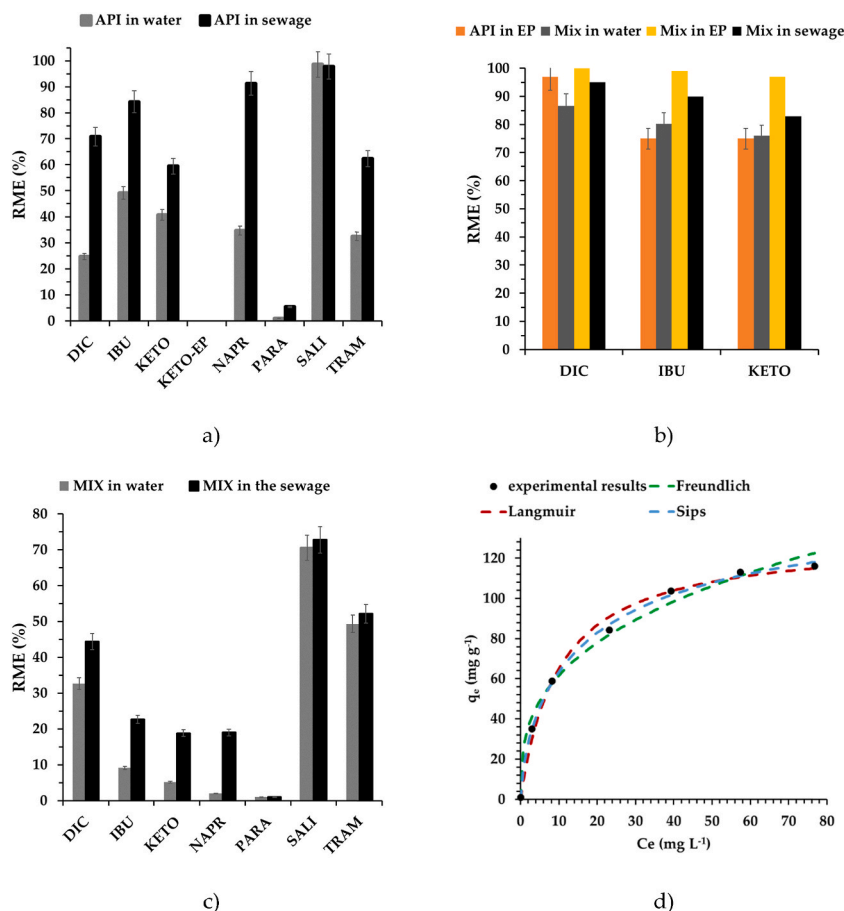 API in water API in sewage
RME (%)
100
90
80
70
60
50
40
30
20
10
0
DIC IBU KETO KETO-EP NAPR PARA SALI TRAM
a)
API in EP Mix in water Mix in EP Mix in sewage
RME (%)
100
90
80
70
60
50
40
30
20
10
0
DIC IBU KETO
b)
MIX in water MIX in the sewage
RME (%)
80
70
60
50
40
30
20
10
0
DIC IBU KETO NAPR PARA SALI TRAM
c)
experimental results Freundlich
Langmuir Sips
qe (mg g-1)
120
100
80
60
40
20
0
0 10 20 30 40 50 60 70 80
Ce (mg L-1)
d)